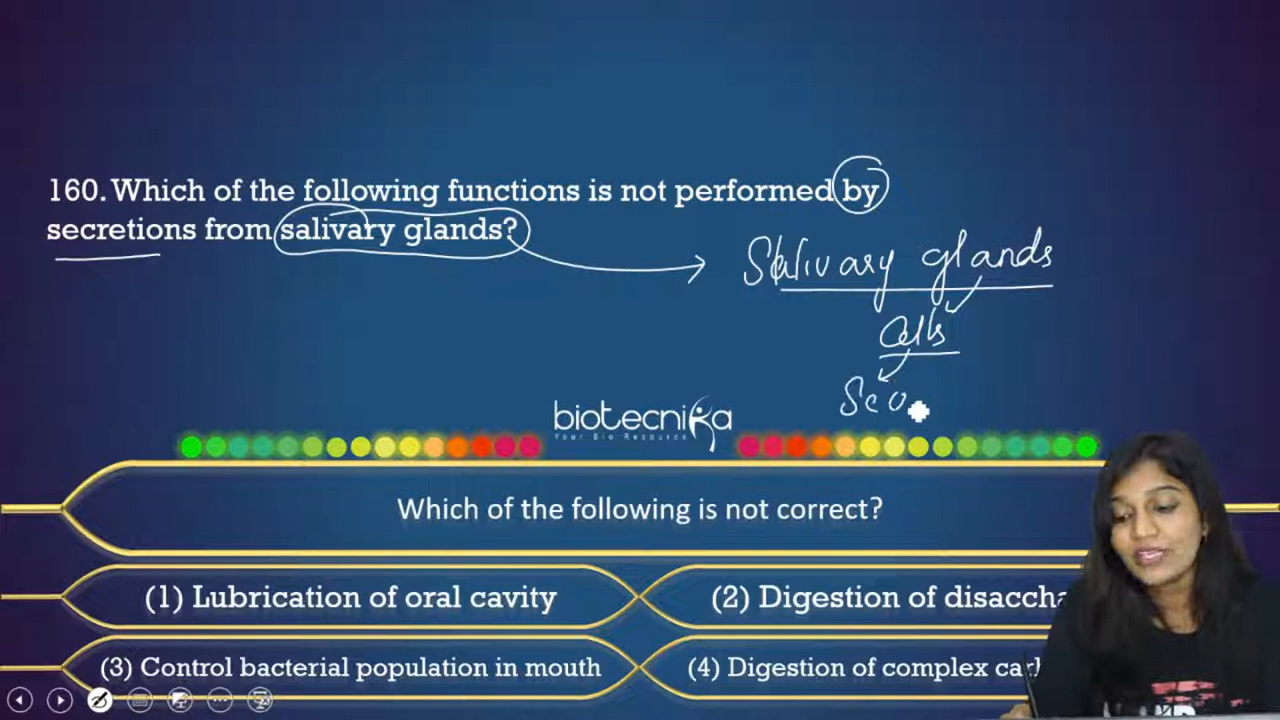 160. Which of the following functions is not performed by
secretions from salivary glands?
Salivary glands
Cells
biotecnika
Your Bio Resource
Which of the following is not correct?
(1) Lubrication of oral cavity
(2) Digestion of disaccha
(3) Control bacterial population in mouth
(4) Digestion of complex car